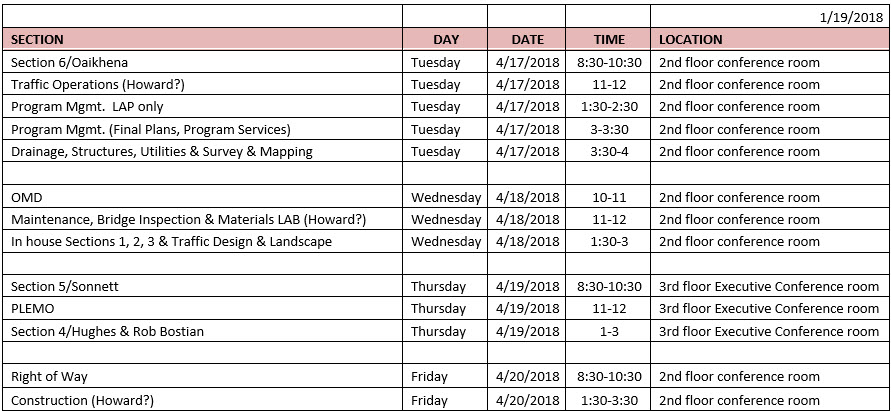 1/19/2018
SECTION DAY DATE TIME LOCATION
Section 6/Oaikhena Tuesday 4/17/2018 8:30-10:30 2nd floor conference room
Traffic Operations (Howard?) Tuesday 4/17/2018 11-12 2nd floor conference room
Program Mgmt.  LAP only Tuesday 4/17/2018 1:30-2:30 2nd floor conference room
Program Mgmt. (Final Plans, Program Services) Tuesday 4/17/2018 3-3:30 2nd floor conference room
Drainage, Structures, Utilities & Survey & Mapping Tuesday 4/17/2018 3:30-4 2nd floor conference room
OMD Wednesday 4/18/2018 10-11 2nd floor conference room
Maintenance, Bridge Inspection & Materials LAB (Howard?) Wednesday 4/18/2018 11-12 2nd floor conference room
In house Sections 1, 2, 3 & Traffic Design & Landscape Wednesday 4/18/2018 1:30-3 2nd floor conference room
Section 5/Sonnett Thursday 4/19/2018 8:30-10:30 3rd floor Executive Conference room
PLEMO Thursday 4/19/2018 11-12 3rd floor Executive Conference room
Section 4/Hughes & Rob Bostian Thursday 4/19/2018 1-3 3rd floor Executive Conference room
Right of Way Friday 4/20/2018 8:30-10:30 2nd floor conference room
Construction (Howard?) Friday 4/20/2018 1:30-3:30 2nd floor conference room